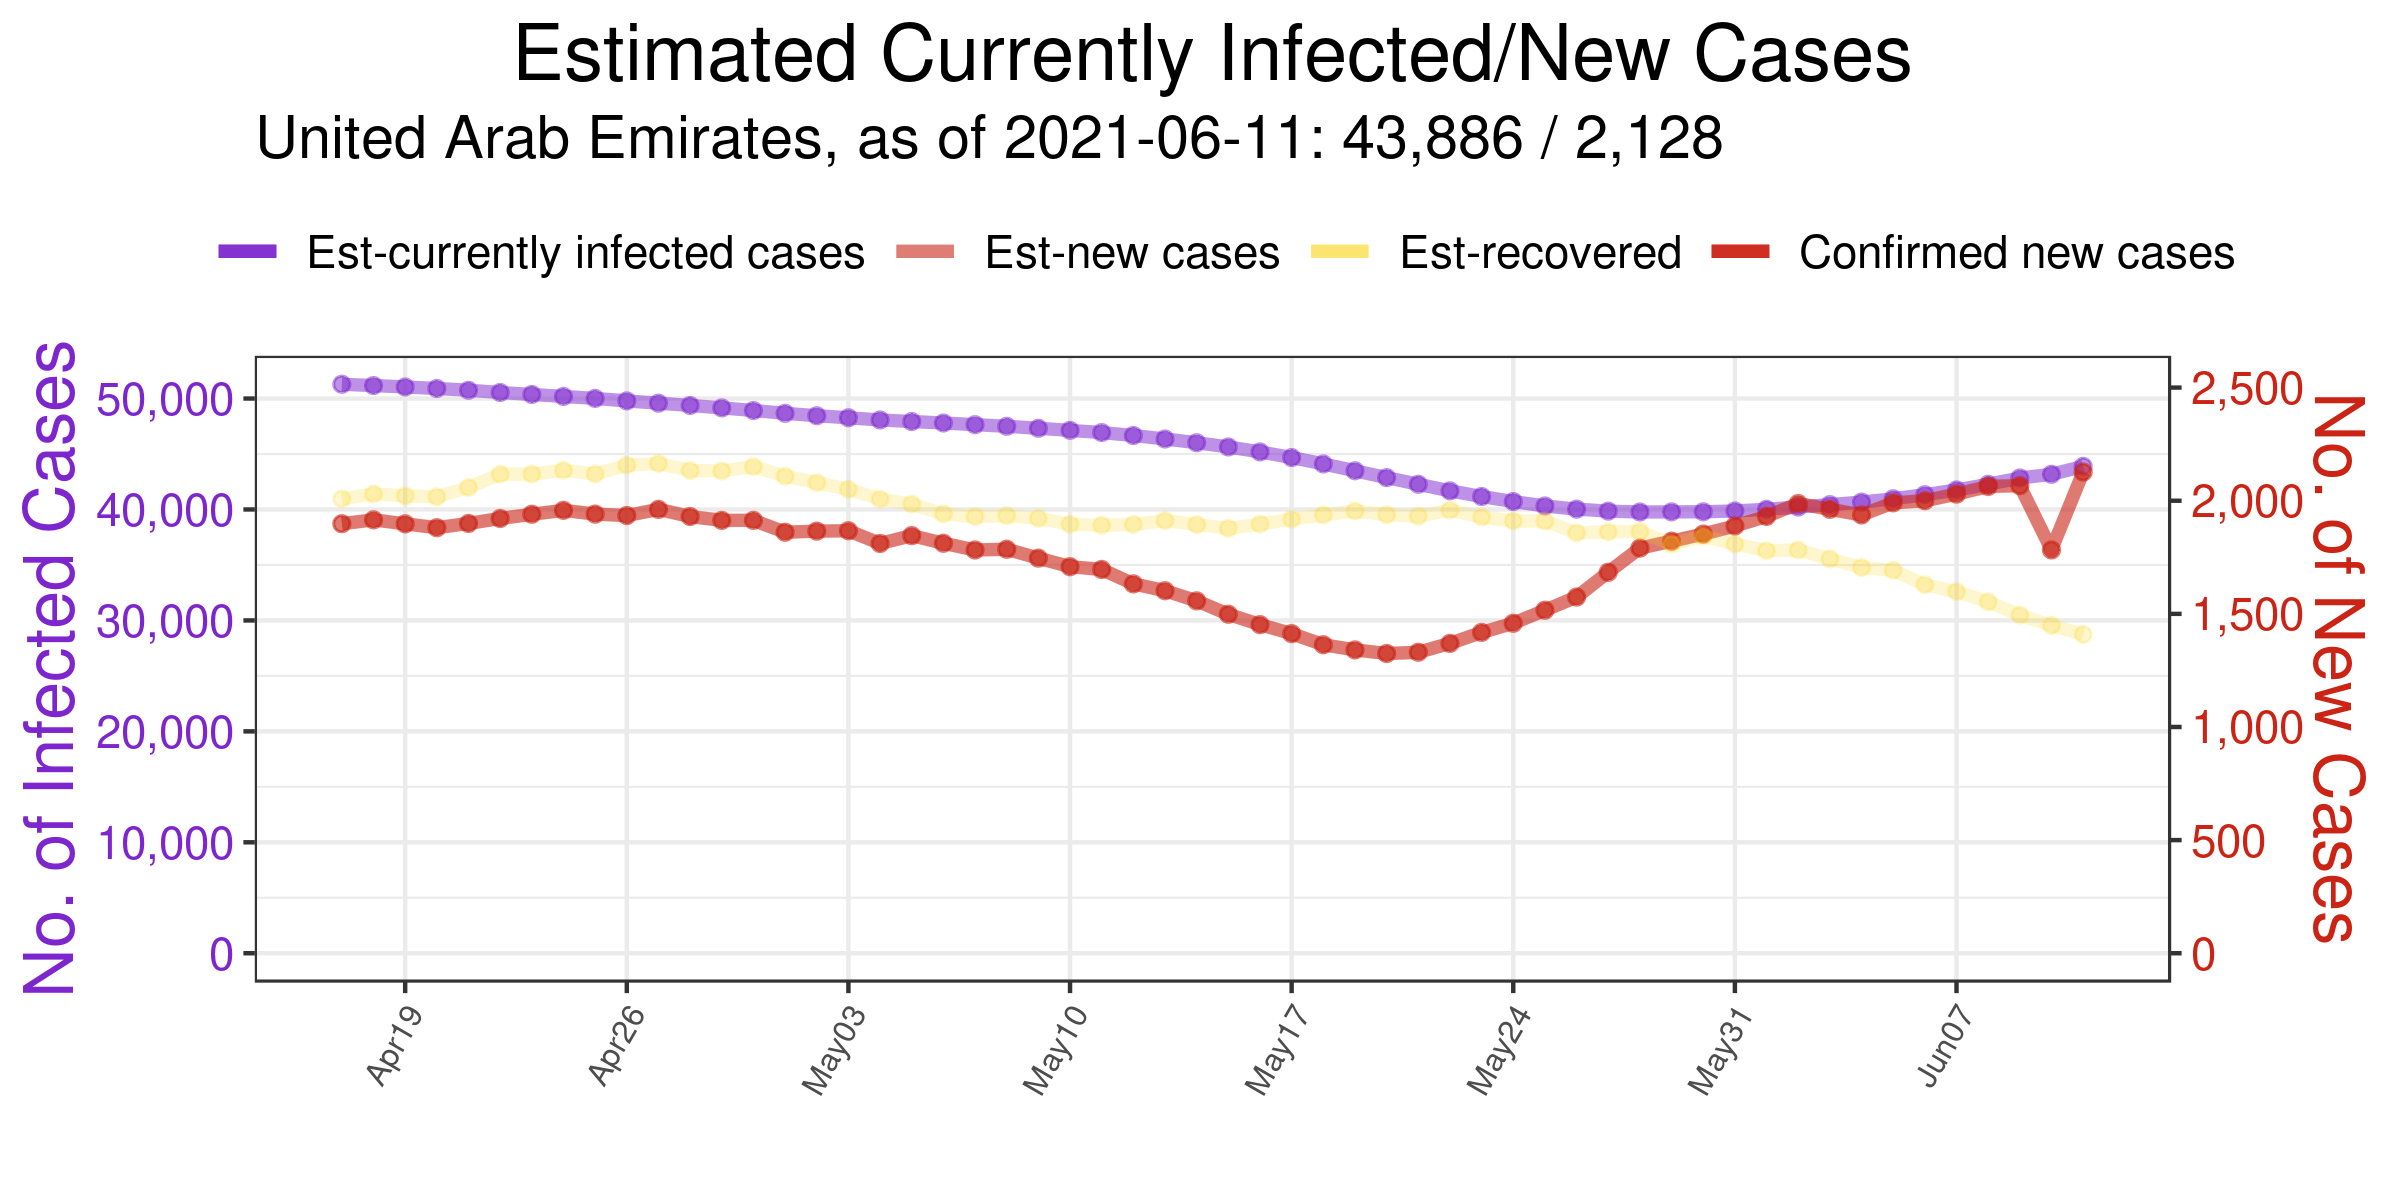 Estimated Currently Infected/New Cases
United Arab Emirates, as of 2021-06-11: 43,886 / 2,128
Est-currently infected cases Est-new cases Est-recovered Confirmed new cases
No. of Infected Cases
50,000
40,000
30,000
20,000
10,000
0
2,500
2,000
1,500
1,000
500
0
No. of New Cases
Apr19 Apr26 May03 May10 May17 May24 May31 Jun07